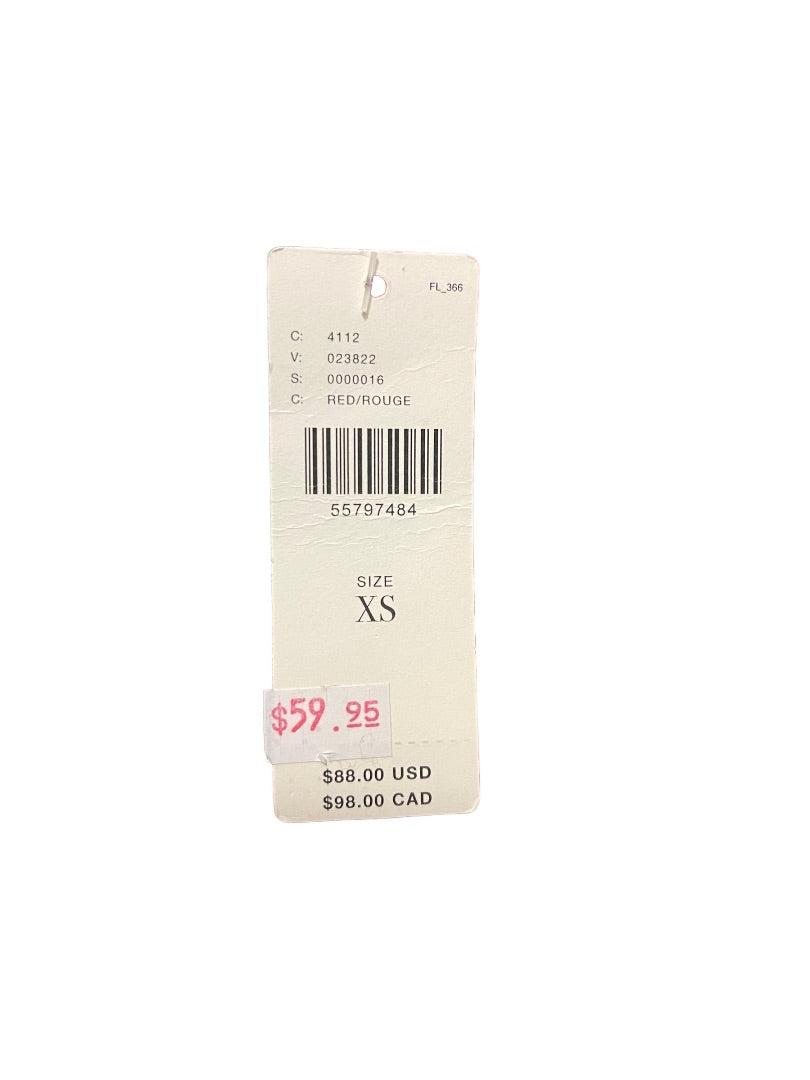 FL_366
C: 4112
V: 023822
S: 0000016
C: RED/ROUGE
55797484
SIZE
XS
$59.95
$88.00 USD
$98.00 CAD